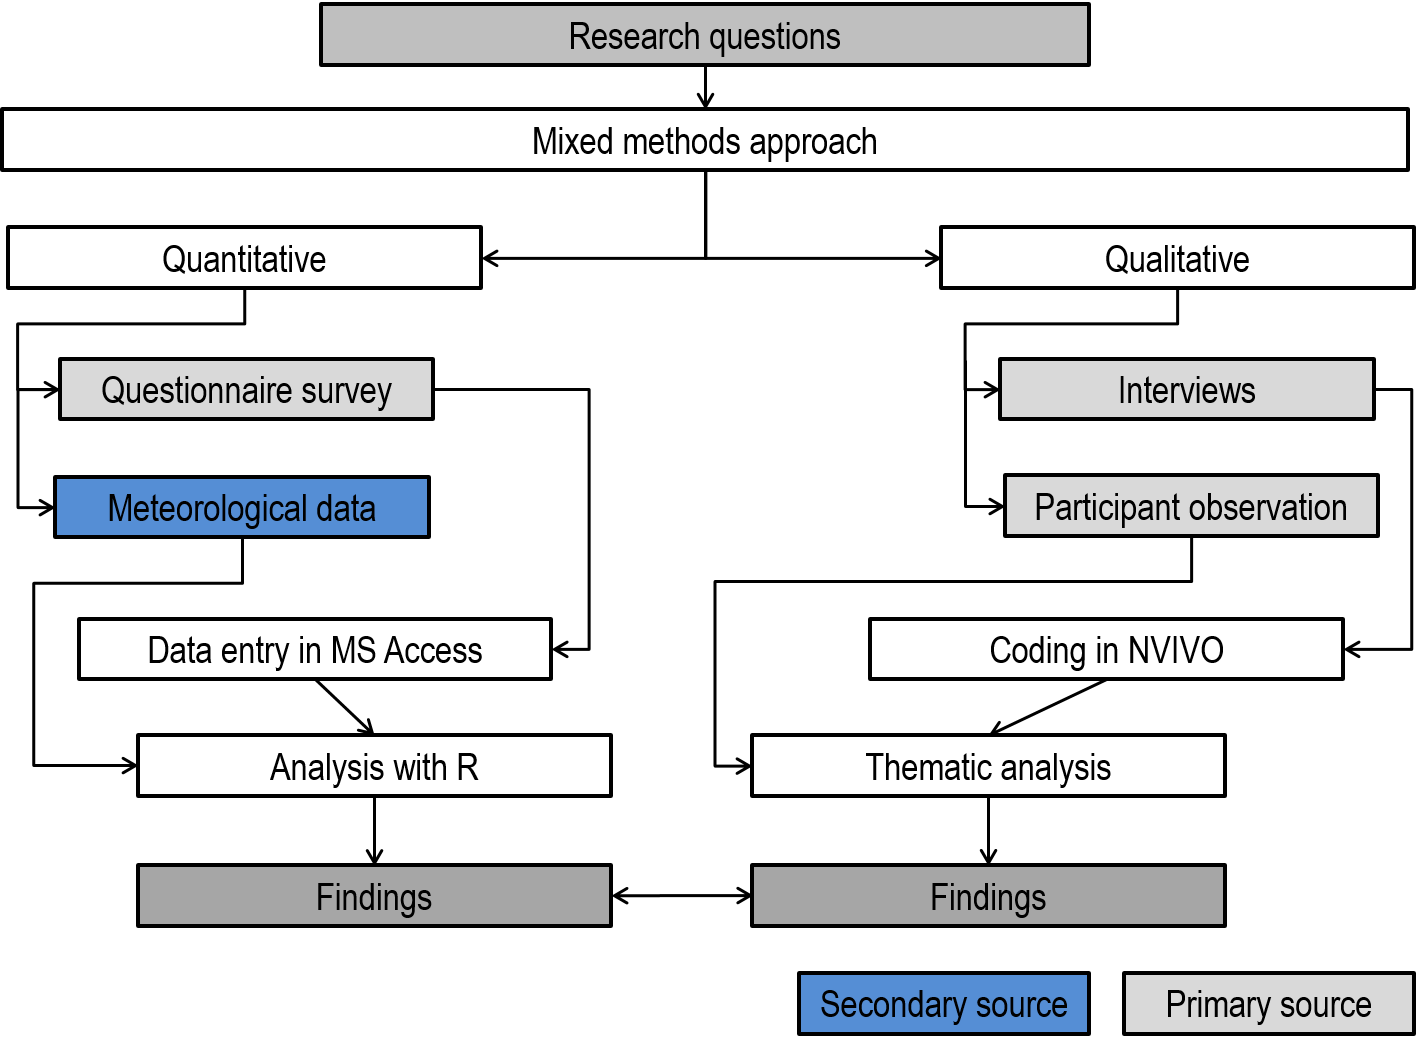 Research questions
Mixed methods approach
Quantitative
Qualitative
Questionnaire survey
Interviews
Meteorological data
Participant observation
Data entry in MS Access
Coding in NVIVO
Analysis with R
Thematic analysis
Findings
Findings
Secondary source
Primary source